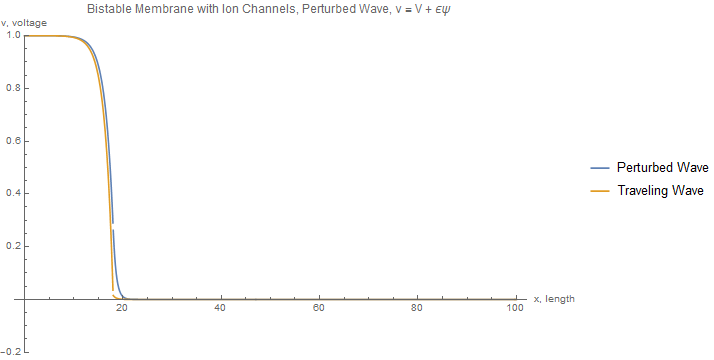 Bistable Membrane with Ion Channels, Perturbed Wave, v = V + ϵψ
v, voltage
1.0
0.8
0.6
0.4
0.2
-0.2
20
40
60
80
100
x, length
Perturbed Wave
Traveling Wave